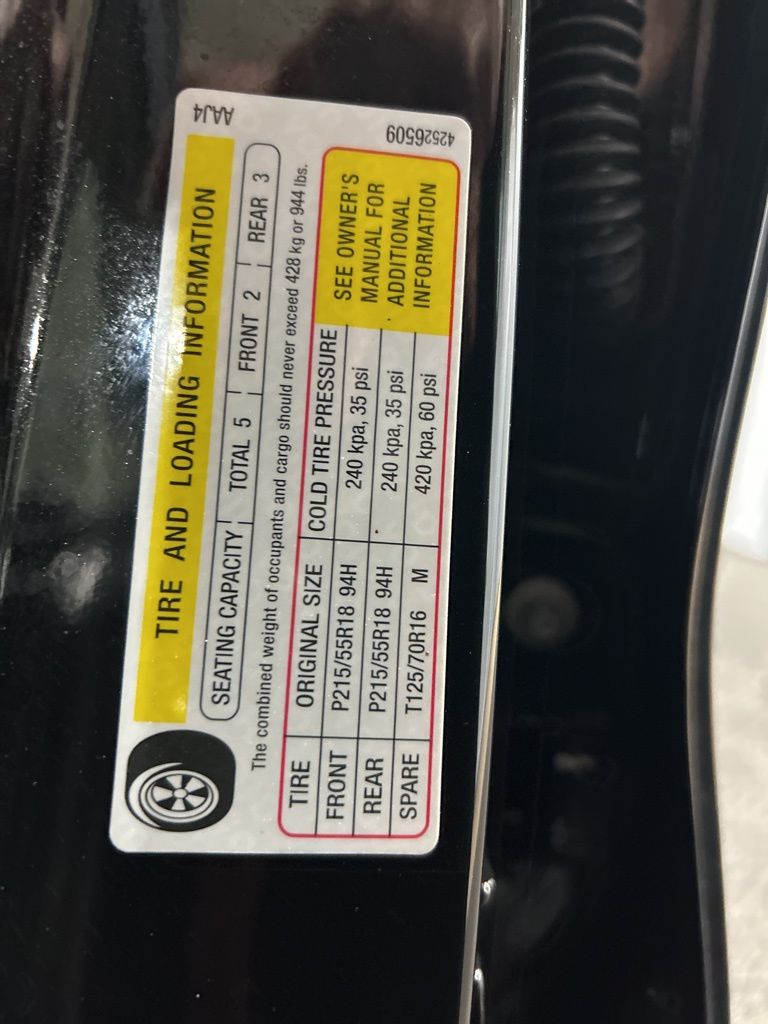 TIRE AND LOADING INFORMATION
SEATING CAPACITY TOTAL 5 FRONT 2 REAR 3
The combined weight of occupants and cargo should never exceed 428 kg or 944 lbs.
TIRE ORIGINAL SIZE COLD TIRE PRESSURE
FRONT P215/55R18 94H 240 kpa, 35 psi
REAR P215/55R18 94H 240 kpa, 35 psi
SPARE T125/70R16 M 420 kpa, 60 psi
SEE OWNER'S
MANUAL FOR
ADDITIONAL
INFORMATION
AAJ4
42526509